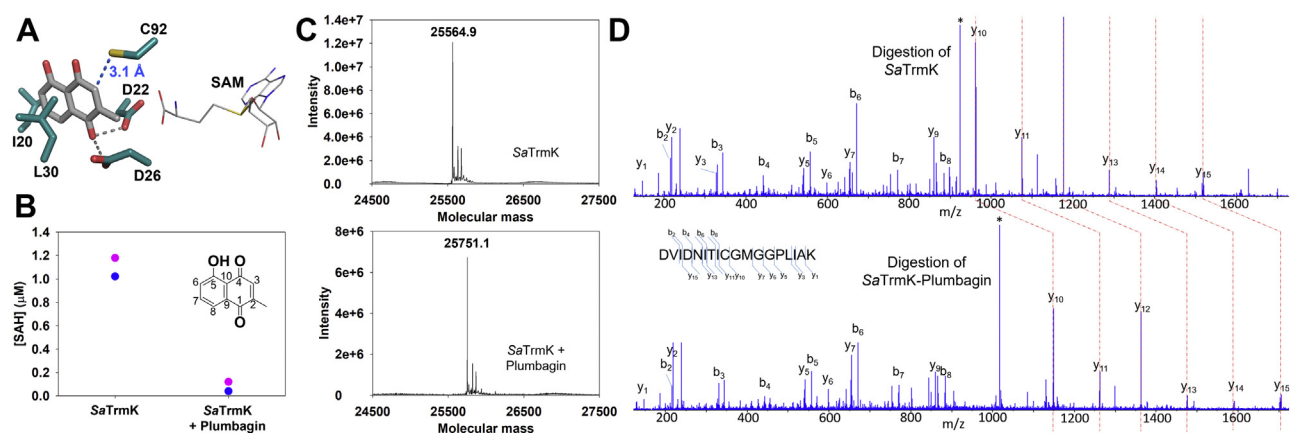 A
C92
3.1 Å
SAM
D22
I20
L30
D26
B
[SAH] (μM)
1.4
1.2
1.0
0.8
0.6
0.4
0.2
0.0
OH
O
5
10
4
3
6
7
8
9
1
2
O
SaTrmK
SaTrmK
+ Plumbagin
C
Intensity
1.4e+7
1.2e+7
1.0e+7
8.0e+6
6.0e+6
4.0e+6
2.0e+6
0.0
25564.9
SaTrmK
24500 25500 26500 27500
Molecular mass
Intensity
8e+6
6e+6
4e+6
2e+6
0
25751.1
SaTrmK +
Plumbagin
24500 25500 26500 27500
Molecular mass
D
Digestion of
SaTrmK
*
y10
b2 y2 y1 y3 b3 b4 y5 b5 y6 y7 b6 b7 y9 b8 y11 y13 y14 y15
200 400 600 800 1000 1200 1400 1600
m/z
b2 b4 b6 b8
DVIDNITICGMGGPLIAK
y15 y13 y11 y10 y7 y6 y5 y3 y1
Digestion of
SaTrmK-Plumbagin
*
y1 b2 y2 b3 b4 y5 b5 y6 y7 b6 b7 y9 b8 y10 y11 y12 y13 y14 y15
200 400 600 800 1000 1200 1400 1600
m/z